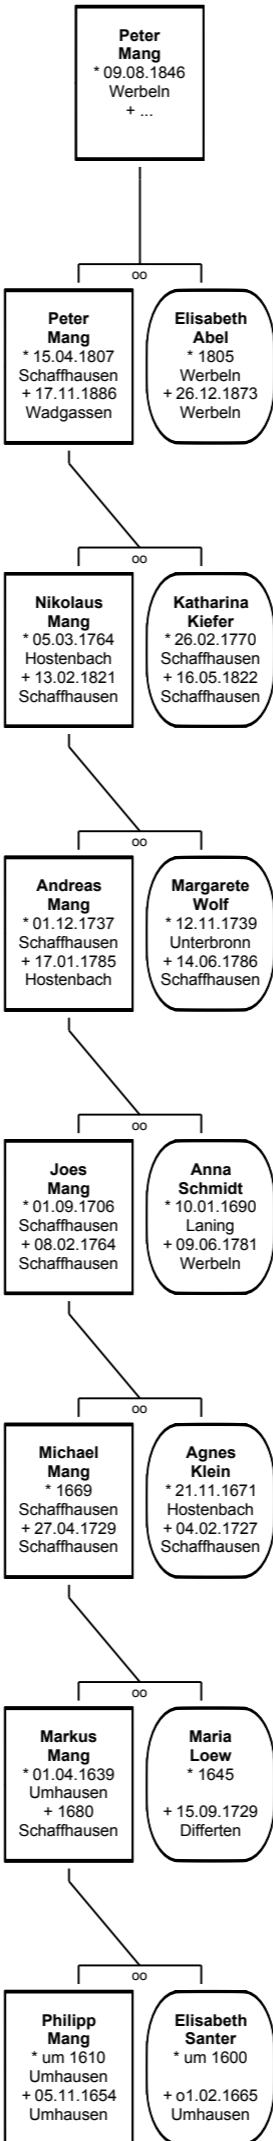 Peter
Mang
* 09.08.1846
Werbeln
+ ...
oo
Peter
Mang
* 15.04.1807
Schaffhausen
+ 17.11.1886
Wadgassen
Elisabeth
Abel
* 1805
Werbeln
+ 26.12.1873
Werbeln
oo
Nikolaus
Mang
* 05.03.1764
Hostenbach
+ 13.02.1821
Schaffhausen
Katharina
Kiefer
* 26.02.1770
Schaffhausen
+ 16.05.1822
Schaffhausen
oo
Andreas
Mang
* 01.12.1737
Schaffhausen
+ 17.01.1785
Hostenbach
Margarete
Wolf
* 12.11.1739
Unterbronn
+ 14.06.1786
Schaffhausen
oo
Joes
Mang
* 01.09.1706
Schaffhausen
+ 08.02.1764
Schaffhausen
Anna
Schmidt
* 10.01.1690
Laning
+ 09.06.1781
Werbeln
oo
Michael
Mang
* 1669
Schaffhausen
+ 27.04.1729
Schaffhausen
Agnes
Klein
* 21.11.1671
Hostenbach
+ 04.02.1727
Schaffhausen
oo
Markus
Mang
* 01.04.1639
Umhausen
+ 1680
Schaffhausen
Maria
Loew
* 1645
+ 15.09.1729
Differten
oo
Philipp
Mang
* um 1610
Umhausen
+ 05.11.1654
Umhausen
Elisabeth
Santer
* um 1600
+ o1.02.1665
Umhausen